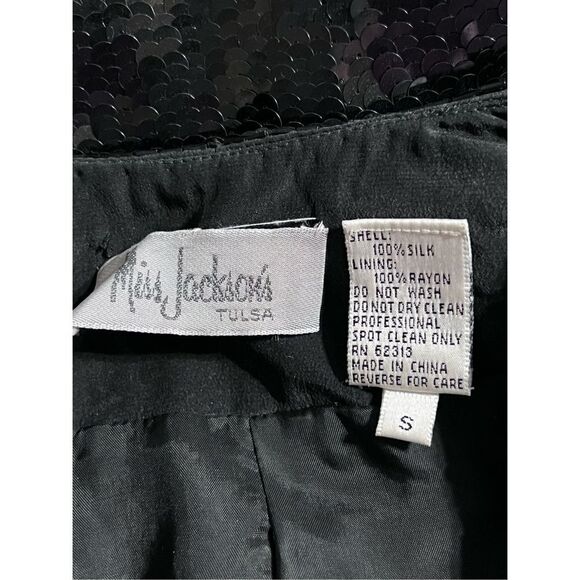 Miss Jackson's
TULSA
SHELL:
100% SILK
LINING:
100% RAYON
DO NOT WASH
DO NOT DRY CLEAN
PROFESSIONAL
SPOT CLEAN ONLY
RN 62313
MADE IN CHINA
REVERSE FOR CARE
S